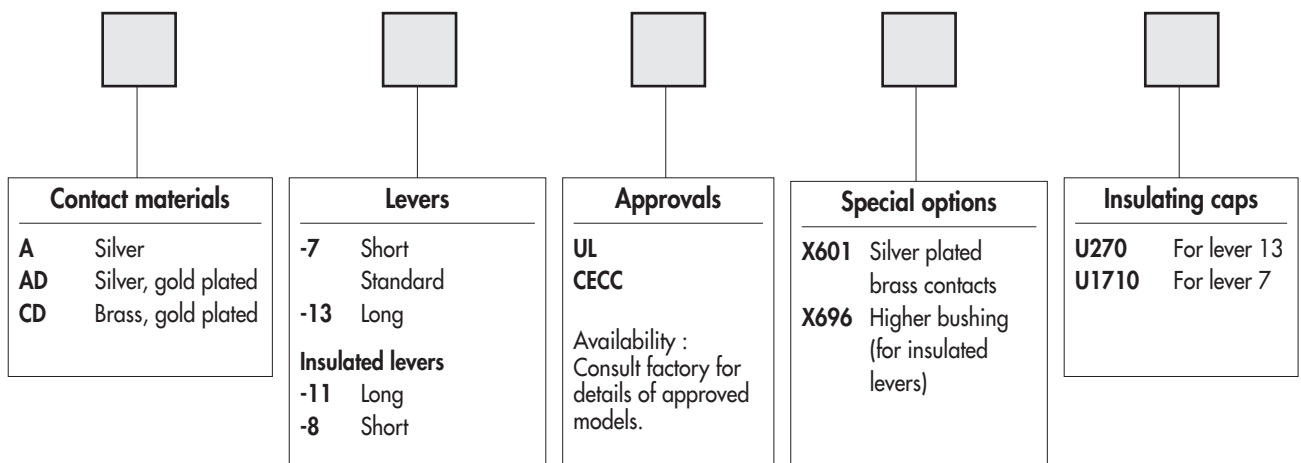 Contact materials
A Silver
AD Silver, gold plated
CD Brass, gold plated
Levers
-7 Short
Standard
-13 Long
Insulated levers
-11 Long
-8 Short
Approvals
UL
CECC
Availability :
Consult factory for
details of approved
models.
Special options
X601 Silver plated
brass contacts
X696 Higher bushing
(for insulated
levers)
Insulating caps
U270 For lever 13
U1710 For lever 7